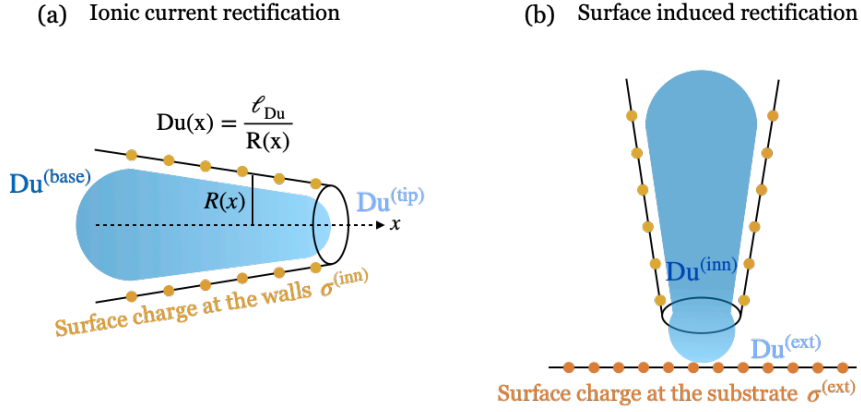 (a) Ionic current rectification
Du(x) = ℓ_Du / R(x)
Du^(base)
R(x)
Du^(tip)
x
Surface charge at the walls σ^(inn)
(b) Surface induced rectification
Du^(inn)
Du^(ext)
Surface charge at the substrate σ^(ext)